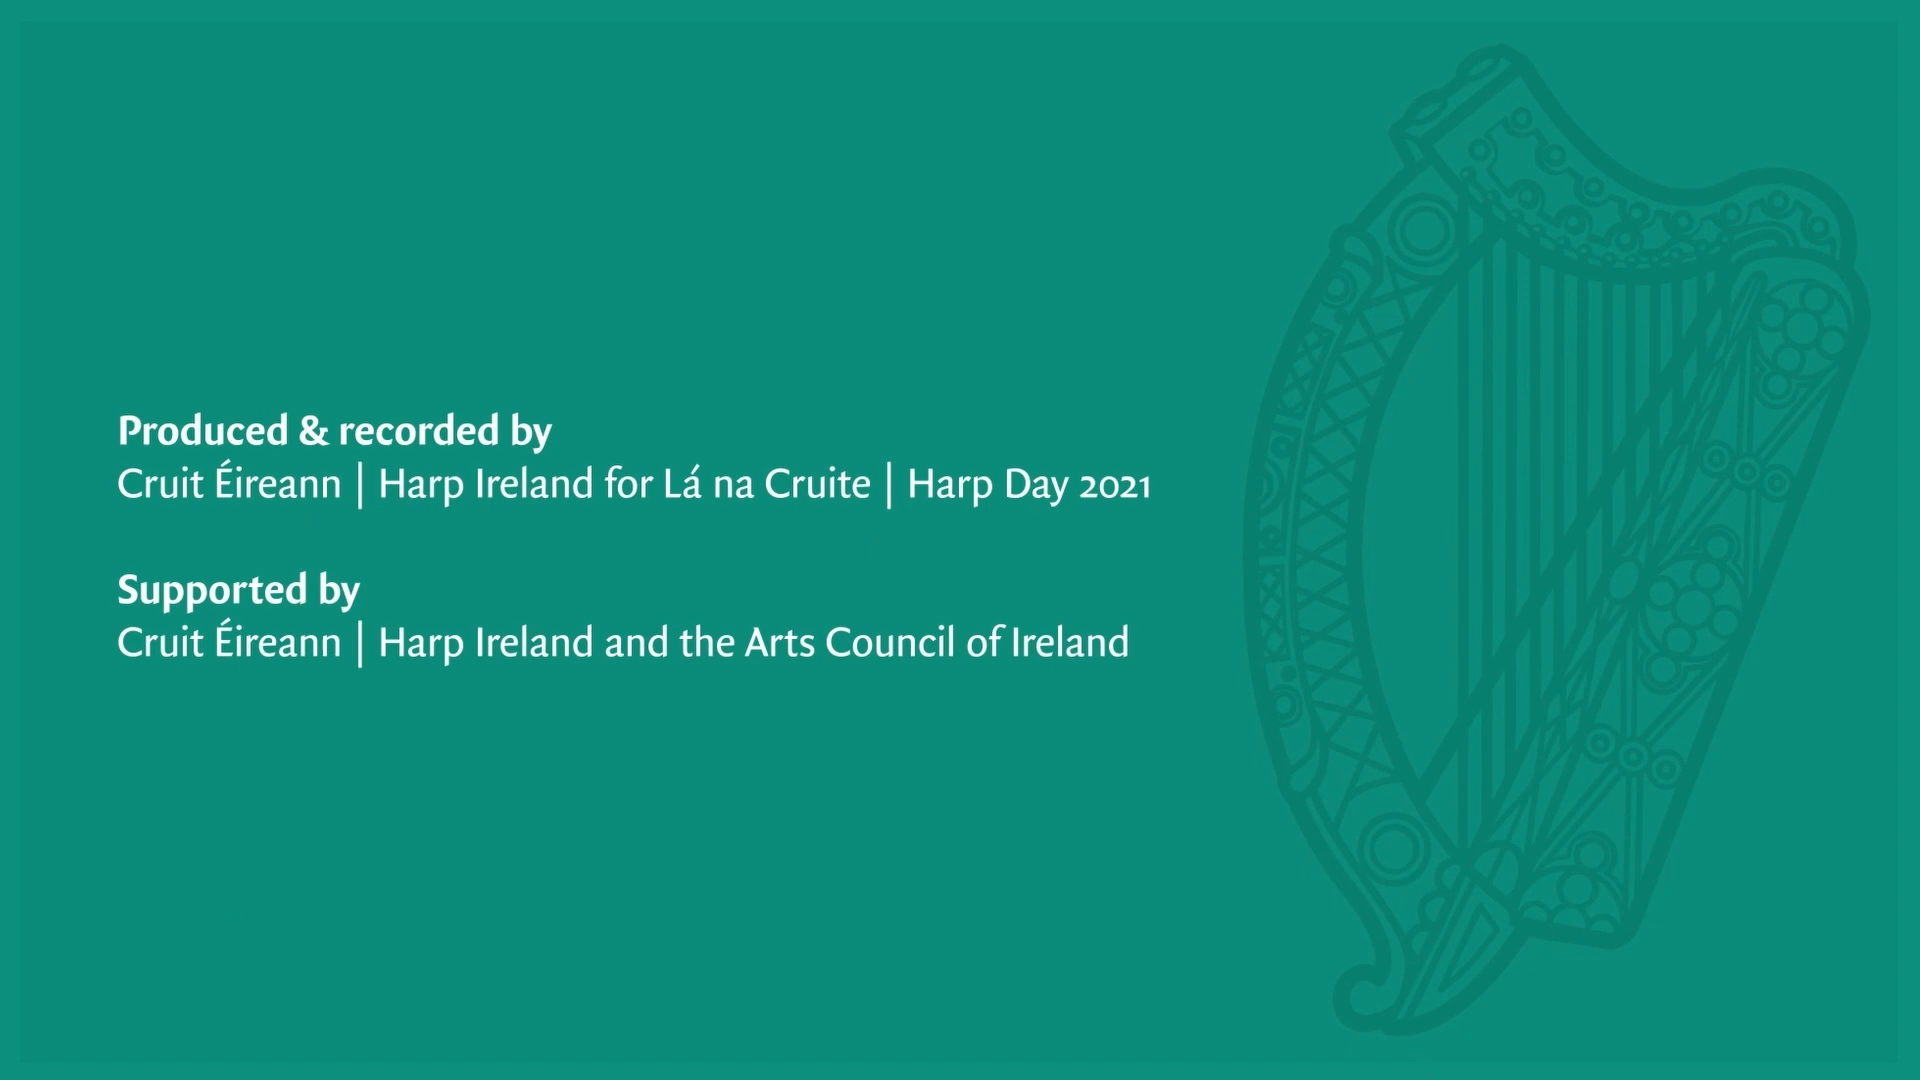 Produced & recorded by
Cruit Éireann | Harp Ireland for Lá na Cruite | Harp Day 2021
Supported by
Cruit Éireann | Harp Ireland and the Arts Council of Ireland